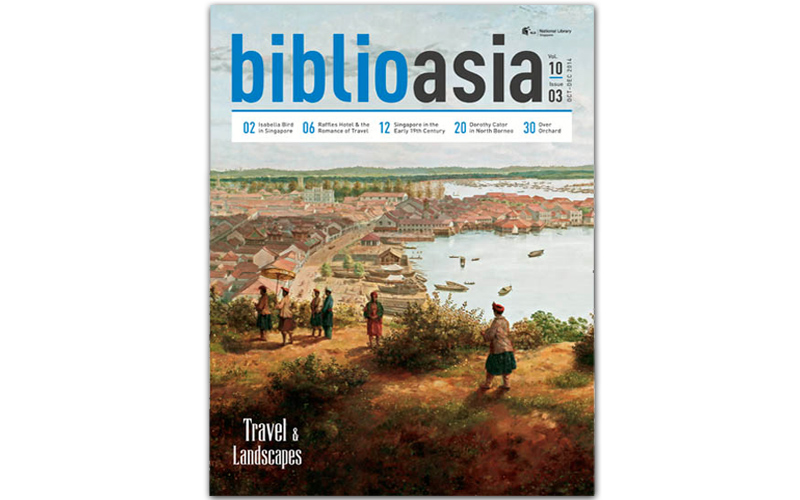 National Library
Singapore
biblioasia
Vol.
10
Issue
03
OCT–DEC 2014
02 Isabella Bird
in Singapore
06 Raffles Hotel & the
Romance of Travel
12 Singapore in the
Early 19th Century
20 Dorothy Cator
in North Borneo
30 Over
Orchard
Travel &
Landscapes